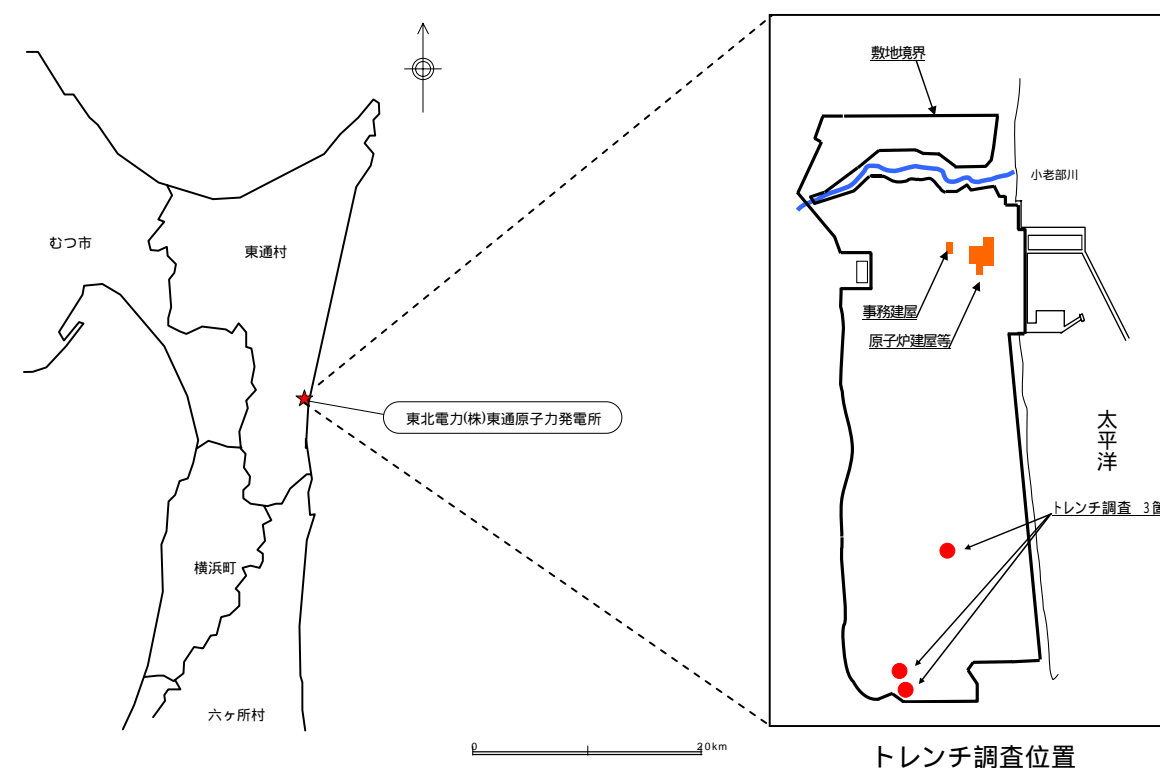 むつ市
東通村
東北電力(株)東通原子力発電所
横浜町
六ヶ所村
0
20km
敷地境界
小老部川
事務建屋
原子炉建屋等
太平洋
トレンチ調査 3箇
トレンチ調査位置